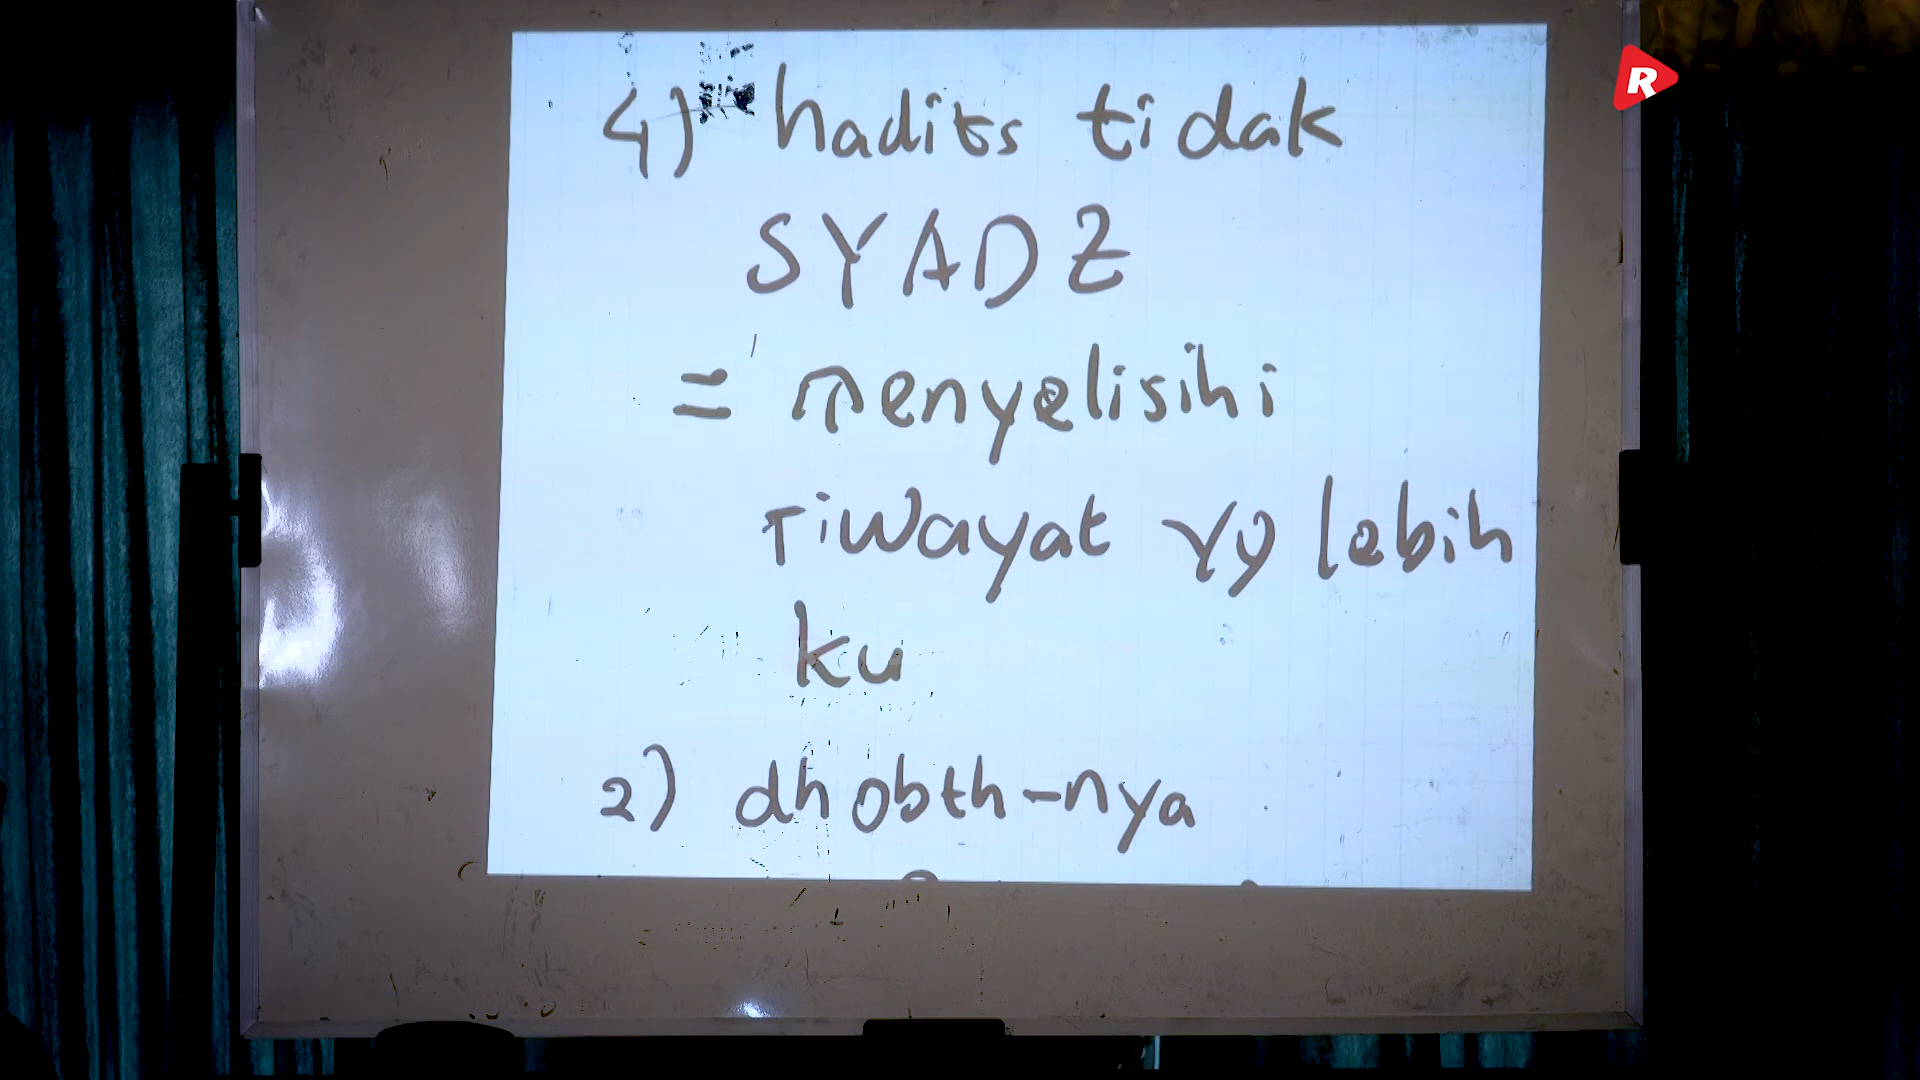 4) hadits tidak
SYADZ
= menyelisihi
riwayat yg lebih
ku
2) dhobth-nya
R